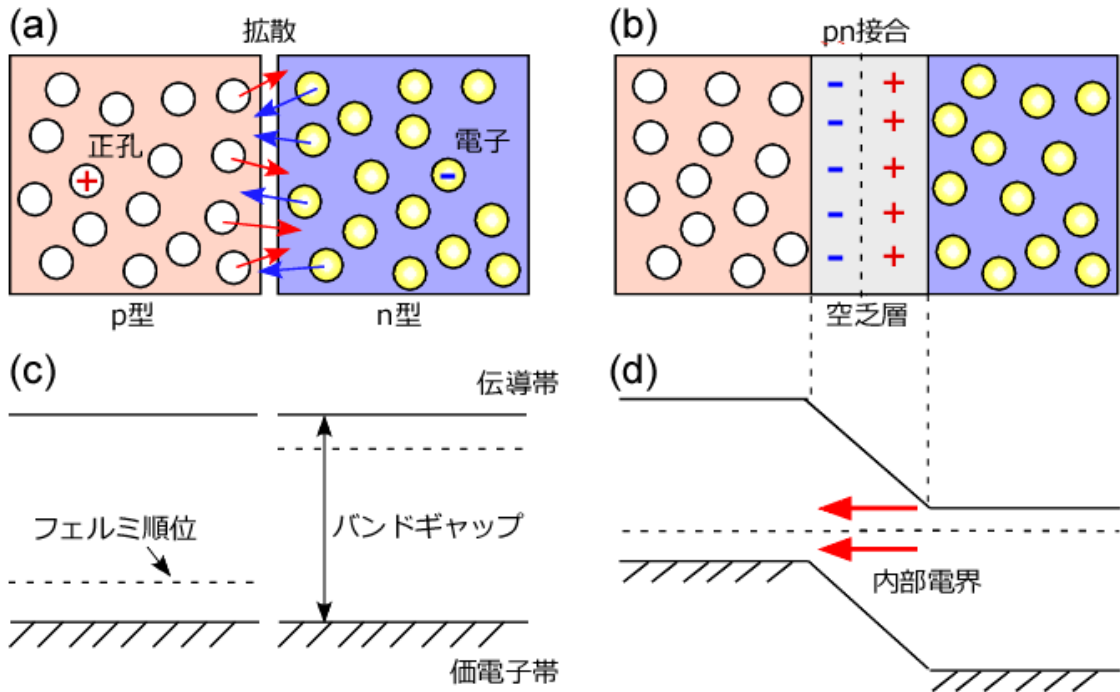 (a)
拡散
正孔
電子
+
-
p型
n型
(b)
pn接合
- +
- +
- +
- +
- +
空乏層
(c)
伝導帯
フェルミ順位
バンドギャップ
価電子帯
(d)
内部電界